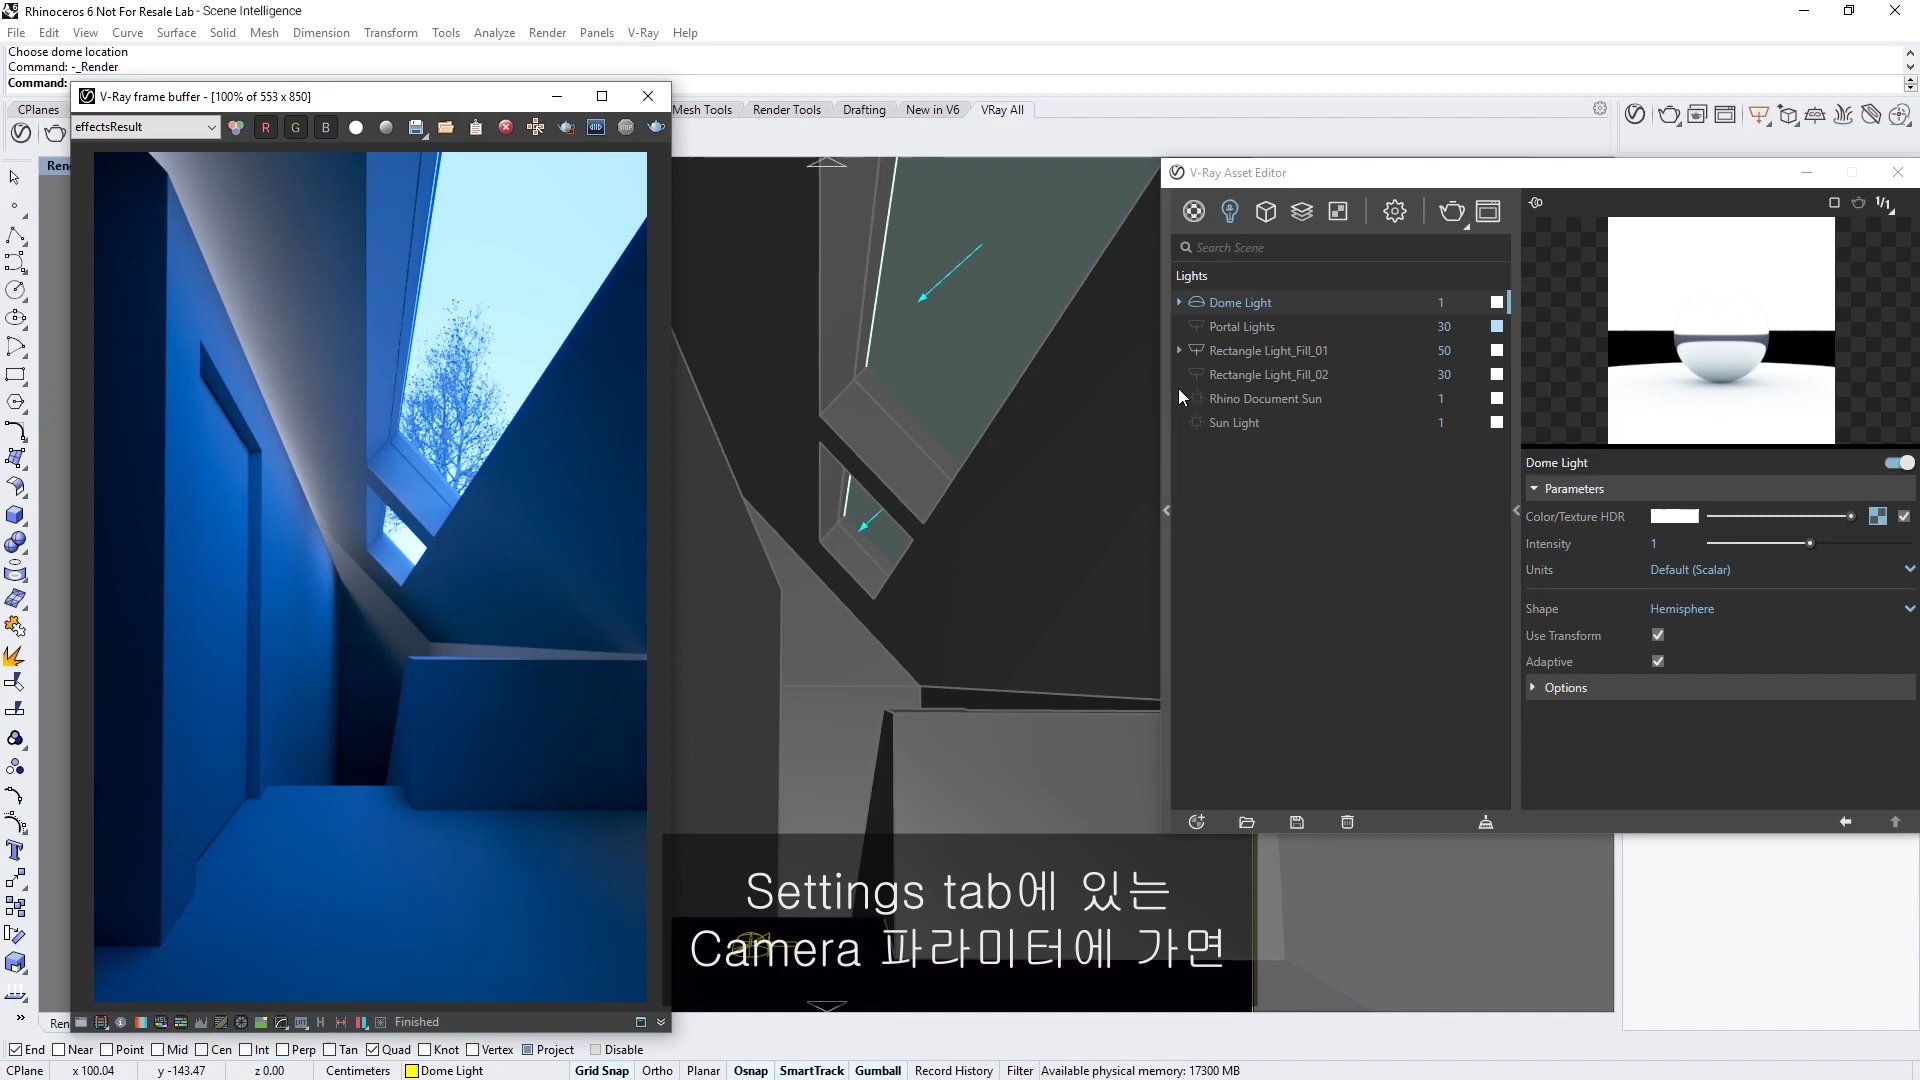 Rhinoceros 6 Not For Resale Lab - Scene Intelligence
File Edit View Curve Surface Solid Mesh Dimension Transform Tools Analyze Render Panels V-Ray Help
Choose dome location
Command: -_Render
Command:
V-Ray frame buffer - [100% of 553 x 850]
CPlanes
Mesh Tools Render Tools Drafting New in V6 VRay All
effectsResult
R G B
Ren
V-Ray Asset Editor
1/1
Search Scene
Lights
Dome Light 1
Portal Lights 30
Rectangle Light_Fill_01 50
Rectangle Light_Fill_02 30
Rhino Document Sun 1
Sun Light 1
Dome Light
Parameters
Color/Texture HDR
Intensity 1
Units Default (Scalar)
Shape Hemisphere
Use Transform
Adaptive
Options
Settings tab에 있는
Camera 파라미터에 가면
Ren
Finished
End Near Point Mid Cen Int Perp Tan Quad Knot Vertex Project Disable
CPlane x 100.04 y -143.47 z 0.00 Centimeters Dome Light Grid Snap Ortho Planar Osnap SmartTrack Gumball Record History Filter Available physical memory: 17300 MB